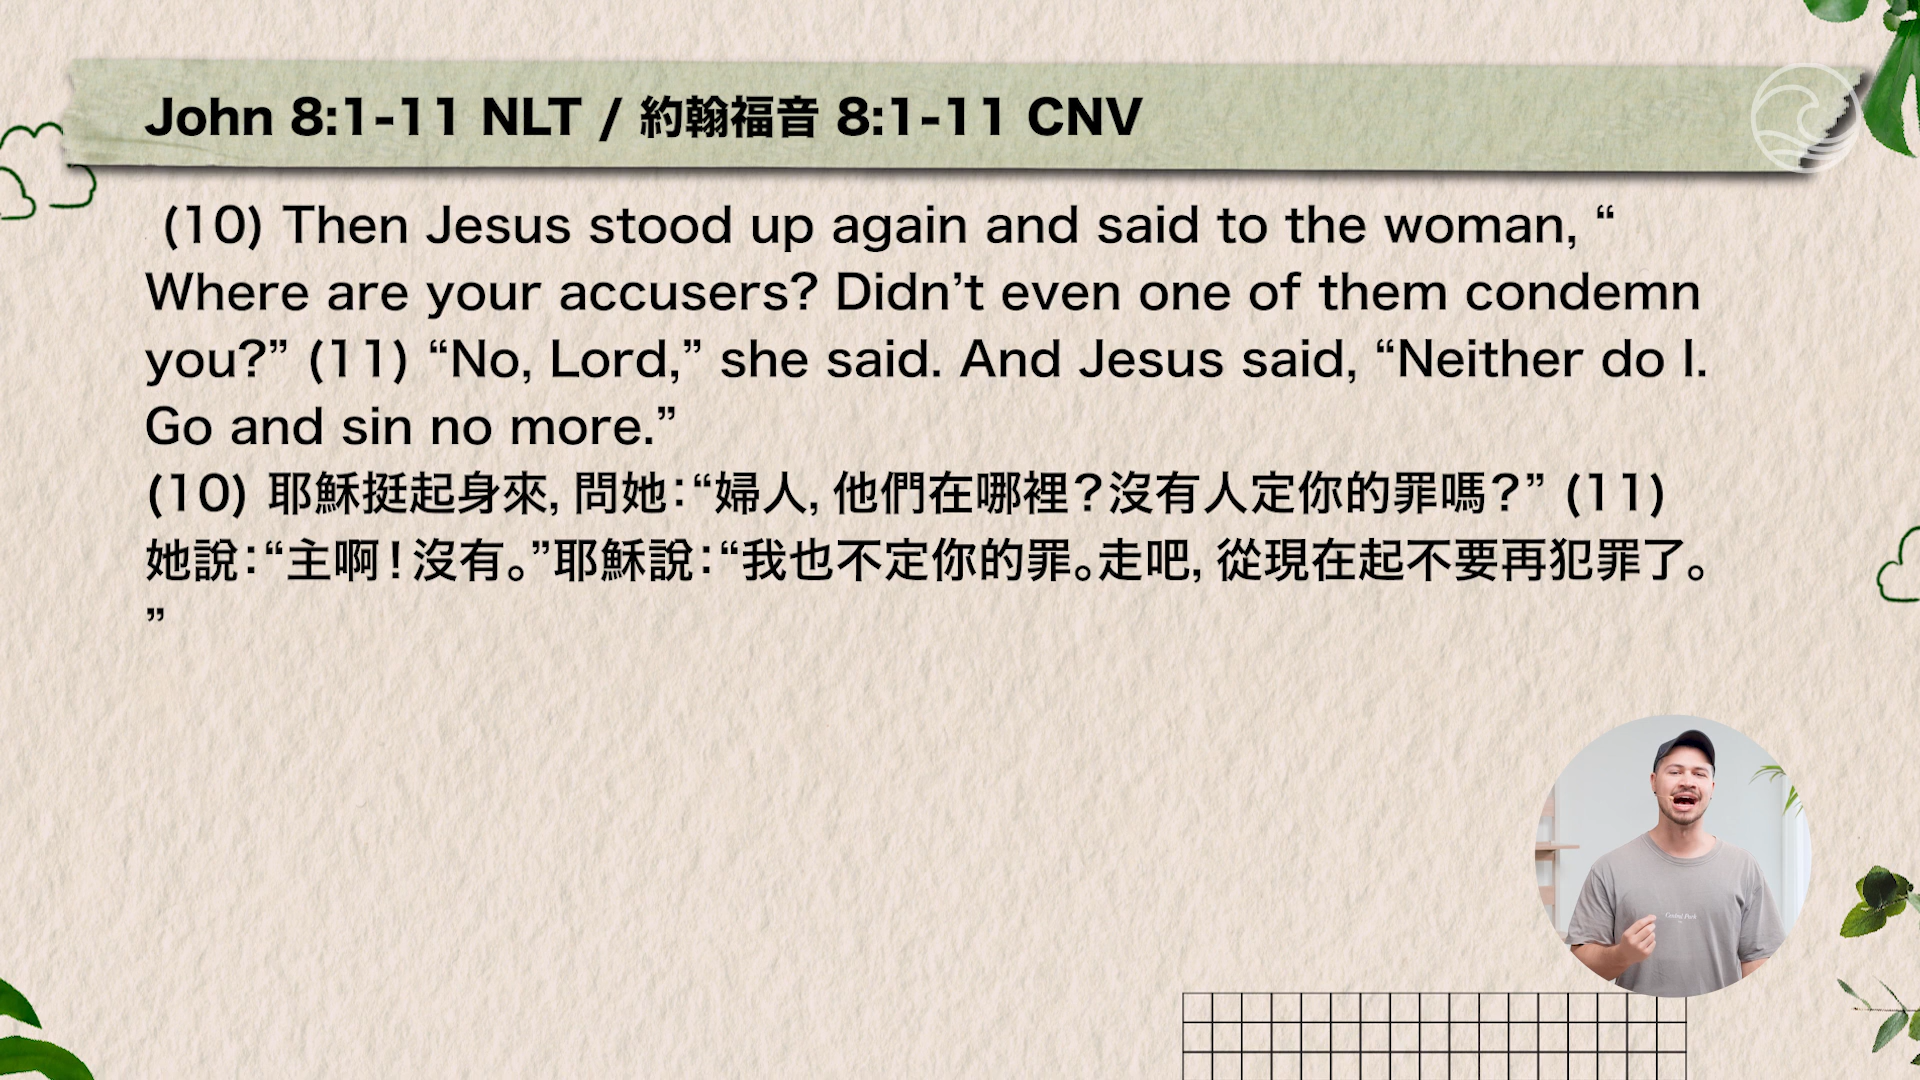 John 8:1-11 NLT / 約翰福音 8:1-11 CNV
(10) Then Jesus stood up again and said to the woman, “
Where are your accusers? Didn’t even one of them condemn
you?” (11) “No, Lord,” she said. And Jesus said, “Neither do I.
Go and sin no more.”
(10) 耶穌挺起身來, 問她：“婦人, 他們在哪裡？沒有人定你的罪嗎？” (11)
她說：“主啊！沒有。”耶穌說：“我也不定你的罪。走吧, 從現在起不要再犯罪了。
”
Central Park